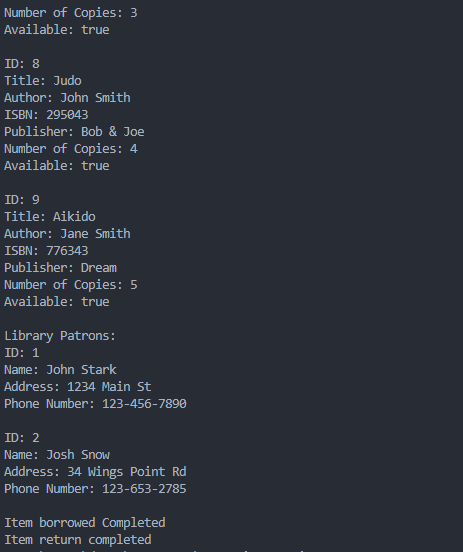 Number of Copies: 3
Available: true
ID: 8
Title: Judo
Author: John Smith
ISBN: 295043
Publisher: Bob & Joe
Number of Copies: 4
Available: true
ID: 9
Title: Aikido
Author: Jane Smith
ISBN: 776343
Publisher: Dream
Number of Copies: 5
Available: true
Library Patrons:
ID: 1
Name: John Stark
Address: 1234 Main St
Phone Number: 123-456-7890
ID: 2
Name: Josh Snow
Address: 34 Wings Point Rd
Phone Number: 123-653-2785
Item borrowed Completed
Item return completed